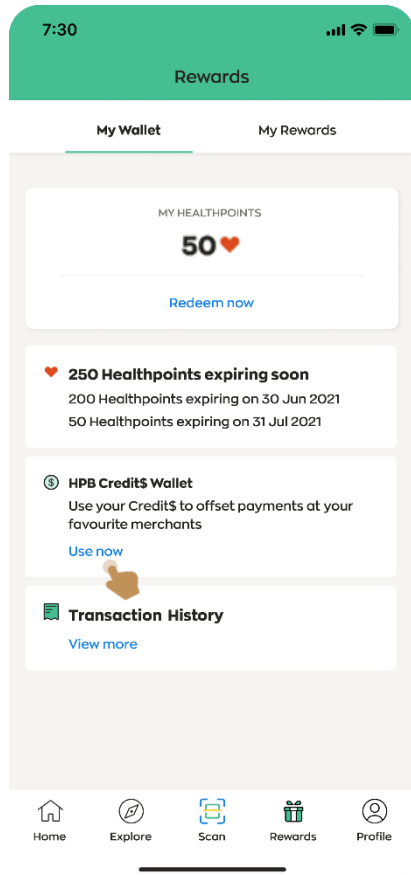 7:30
Rewards
My Wallet
My Rewards
MY HEALTHPOINTS
50
Redeem now
250 Healthpoints expiring soon
200 Healthpoints expiring on 30 Jun 2021
50 Healthpoints expiring on 31 Jul 2021
$ HPB Credit$ Wallet
Use your Credit$ to offset payments at your
favourite merchants
Use now
Transaction History
View more
Home
Explore
Scan
Rewards
Profile